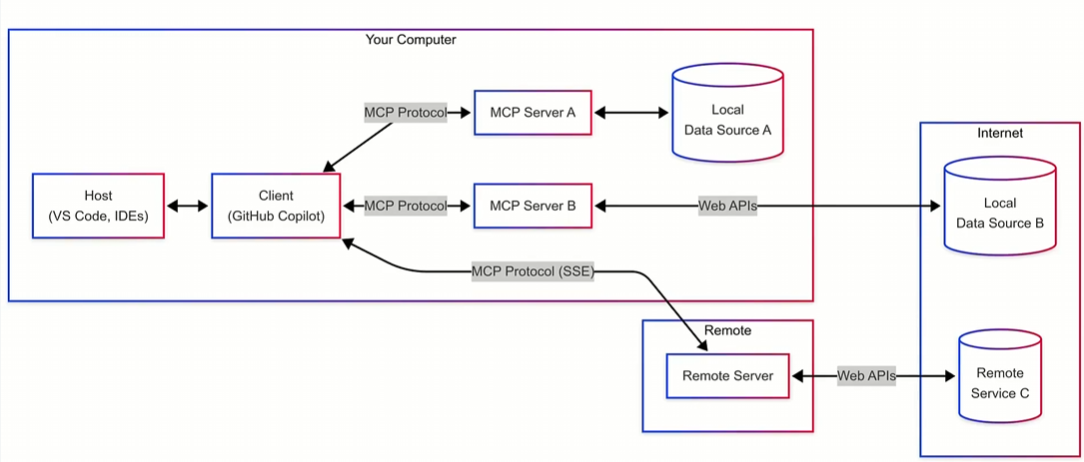 Your Computer
MCP Protocol
MCP Server A
Local
Data Source A
Internet
Host
(VS Code, IDEs)
Client
(GitHub Copilot)
MCP Protocol
MCP Server B
Web APIs
Local
Data Source B
MCP Protocol (SSE)
Remote
Remote Server
Web APIs
Remote
Service C